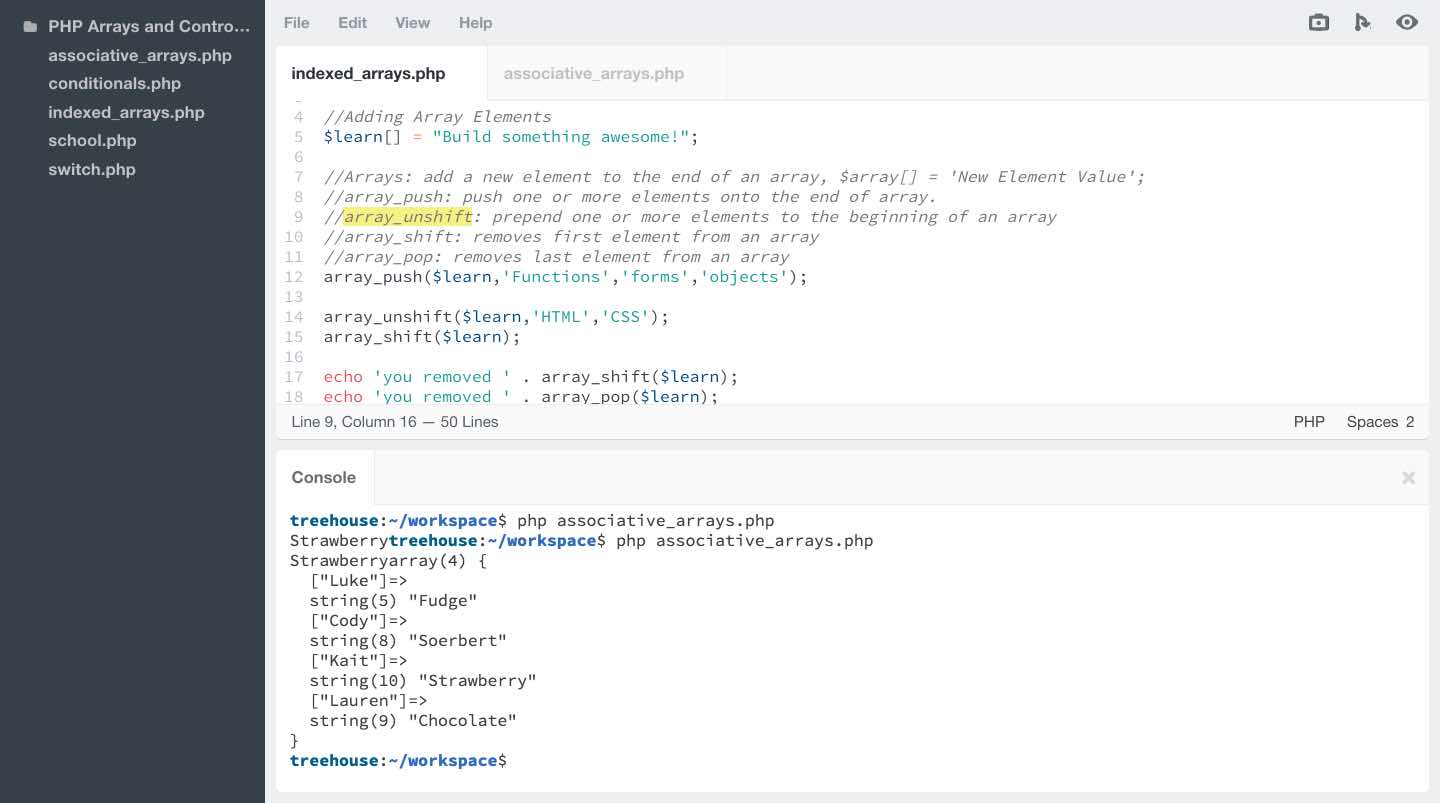 PHP Arrays and Contro...
associative_arrays.php
conditionals.php
indexed_arrays.php
school.php
switch.php
File Edit View Help
indexed_arrays.php associative_arrays.php
4 //Adding Array Elements
5 $learn[] = "Build something awesome!";
6
7 //Arrays: add a new element to the end of an array, $array[] = 'New Element Value';
8 //array_push: push one or more elements onto the end of array.
9 //array_unshift: prepend one or more elements to the beginning of an array
10 //array_shift: removes first element from an array
11 //array_pop: removes last element from an array
12 array_push($learn,'Functions','forms','objects');
13
14 array_unshift($learn,'HTML','CSS');
15 array_shift($learn);
16
17 echo 'you removed ' . array_shift($learn);
18 echo 'you removed ' . array_pop($learn);
Line 9, Column 16 — 50 Lines PHP Spaces 2
Console
treehouse:~/workspace$ php associative_arrays.php
Strawberrytreehouse:~/workspace$ php associative_arrays.php
Strawberryarray(4) {
  ["Luke"]=>
  string(5) "Fudge"
  ["Cody"]=>
  string(8) "Soerbert"
  ["Kait"]=>
  string(10) "Strawberry"
  ["Lauren"]=>
  string(9) "Chocolate"
}
treehouse:~/workspace$